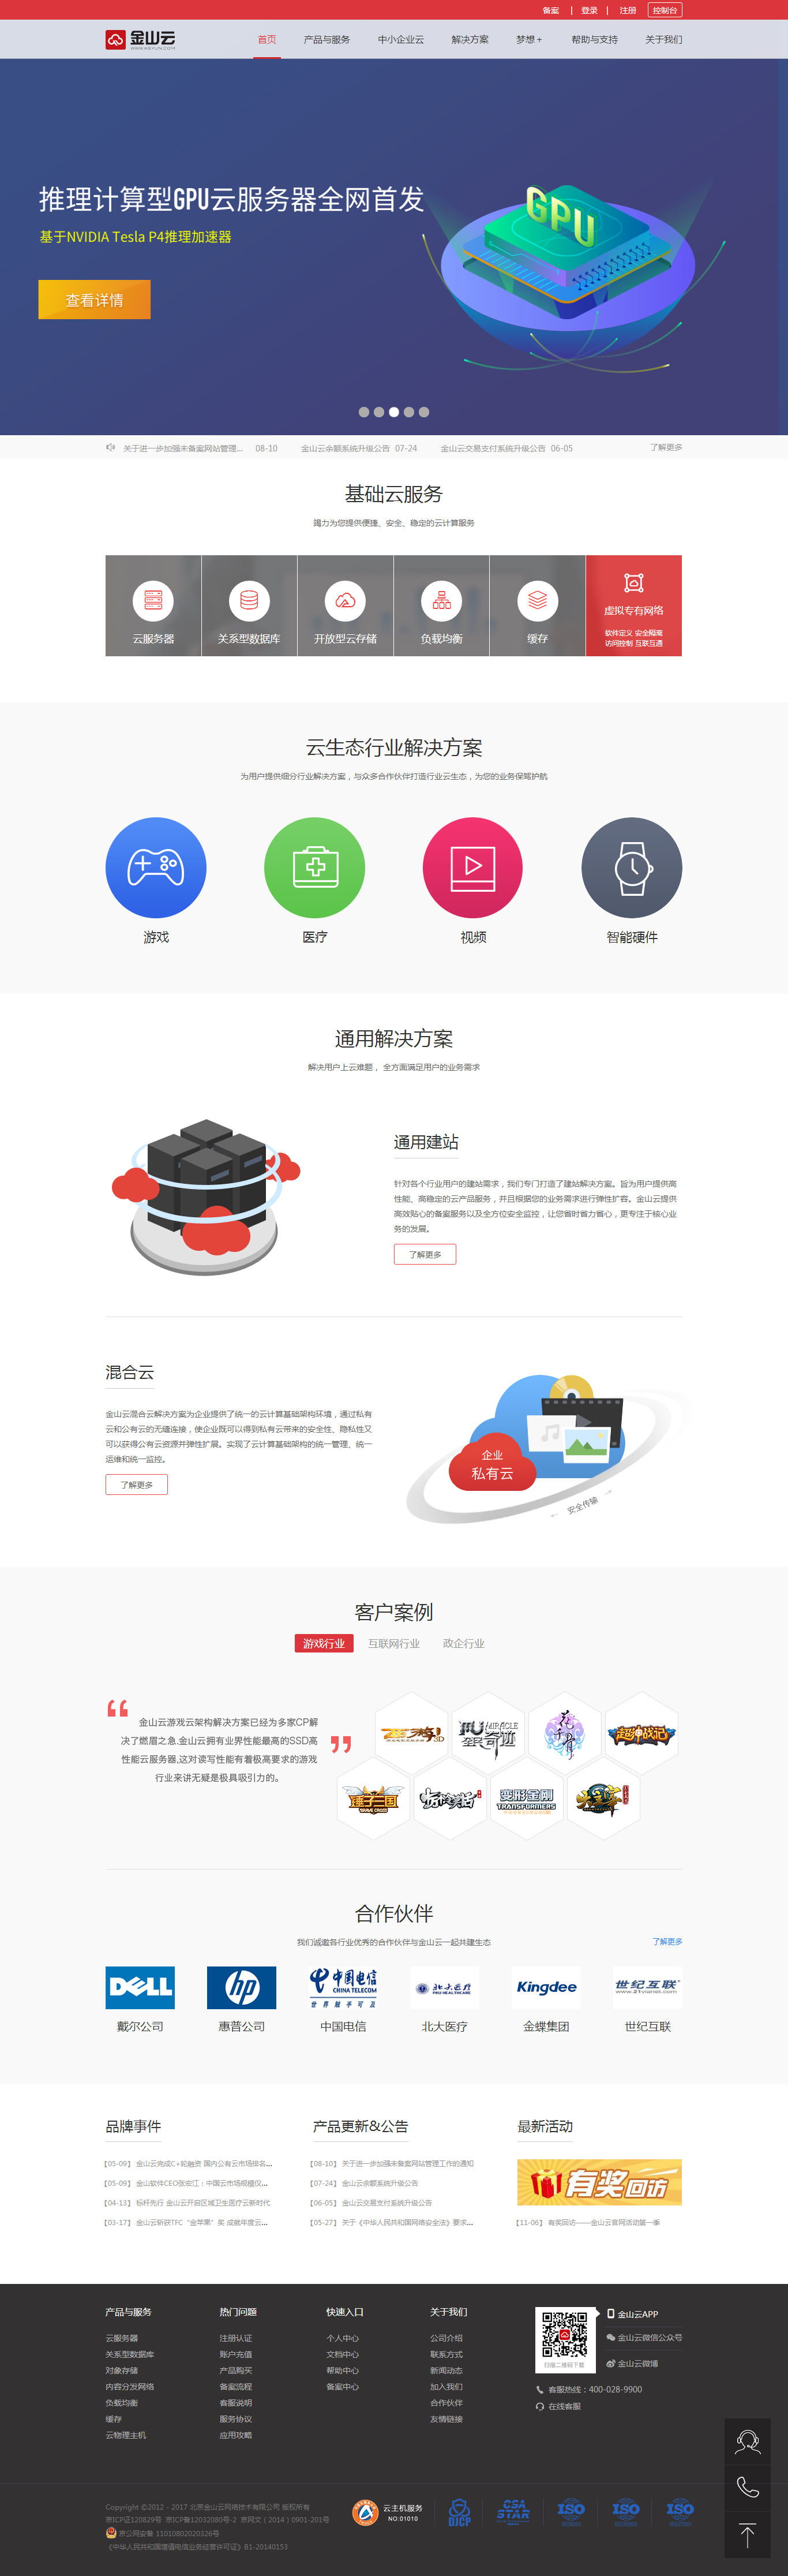 备案 | 登录 | 注册 控制台
金山云
WWW.KSYUN.COM
首页 产品与服务 中小企业云 解决方案 梦想+ 帮助与支持 关于我们
推理计算型GPU云服务器全网首发
基于NVIDIA Tesla P4推理加速器
查看详情
GPU
关于进一步加强未备案网站管理... 08-10 金山云余额系统升级公告 07-24 金山云交易支付系统升级公告 06-05 了解更多
基础云服务
竭力为您提供便捷、安全、稳定的云计算服务
云服务器 关系型数据库 开放型云存储 负载均衡 缓存 虚拟专有网络
软件定义 安全隔离
访问控制 互联互通
云生态行业解决方案
为用户提供细分行业解决方案，与众多合作伙伴打造行业云生态，为您的业务保驾护航
游戏 医疗 视频 智能硬件
通用解决方案
解决用户上云难题， 全方面满足用户的业务需求
通用建站
针对各个行业用户的建站需求，我们专门打造了建站解决方案。旨为用户提供高
性能、高稳定的云产品服务，并且根据您的业务需求进行弹性扩容。金山云提供
高效贴心的备案服务以及全方位安全监控，让您省时省力省心，更专注于核心业
务的发展。
了解更多
混合云
金山云混合云解决方案为企业提供了统一的云计算基础架构环境，通过私有
云和公有云的无缝连接，使企业既可以得到私有云带来的安全性、隐私性又
可以获得公有云资源并弹性扩展。实现了云计算基础架构的统一管理、统一
运维和统一监控。
了解更多
企业
私有云
安全传输
客户案例
游戏行业 互联网行业 政企行业
金山云游戏云架构解决方案已经为多家CP解
决了燃眉之急.金山云拥有业界性能最高的SSD高
性能云服务器,这对读写性能有着极高要求的游戏
行业来讲无疑是极具吸引力的。
西游3D
MU MIRACLE
全民奇迹
花千骨
超神战记
变形金刚
TRANSFORMERS
合作伙伴
我们诚邀各行业优秀的合作伙伴与金山云一起共建生态 了解更多
DELL
hp
中国电信
CHINA TELECOM
世界触手可及
北大医疗
PKU HEALTHCARE
Kingdee
世纪互联
www.21vianet.com
戴尔公司 惠普公司 中国电信 北大医疗 金蝶集团 世纪互联
品牌事件 产品更新&公告 最新活动
【05-09】 金山云完成C+轮融资 国内公有云市场排名...
【05-09】 金山软件CEO张宏江：中国云市场规模仅...
【04-13】 标杆先行 金山云开启区域卫生医疗云新时代
【03-17】 金山云斩获TFC“金苹果”奖 成就年度云...
【08-10】 关于进一步加强未备案网站管理工作的通知
【07-24】 金山云余额系统升级公告
【06-05】 金山云交易支付系统升级公告
【05-27】 关于《中华人民共和国网络安全法》要求...
有奖回访
【11-06】 有奖回访——金山云官网活动第一季
产品与服务
云服务器
关系型数据库
对象存储
内容分发网络
负载均衡
缓存
云物理主机
热门问题
注册认证
账户充值
产品购买
备案流程
客服说明
服务协议
应用攻略
快速入口
个人中心
文档中心
帮助中心
备案中心
关于我们
公司介绍
联系方式
新闻动态
加入我们
合作伙伴
友情链接
扫描二维码下载
金山云APP
金山云微信公众号
金山云微博
客服热线：400-028-9900
在线客服
Copyright ©2012 - 2017 北京金山云网络技术有限公司 版权所有
京ICP证120829号 京ICP备12032080号-2 京网文（2014）0901-201号
京公网安备 11010802020326号
《中华人民共和国增值电信业务经营许可证》B1-20140153
云主机服务
NO:01010
DJCP
CSA
STAR
ISO
ISO
ISO